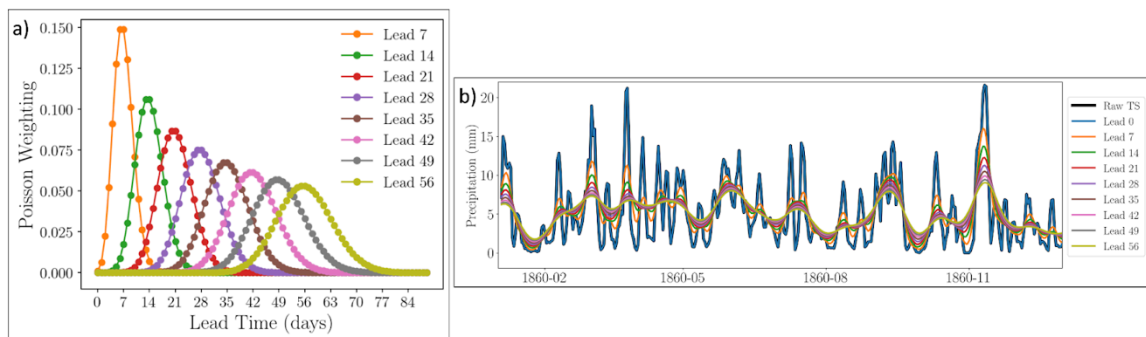 a)
Poisson Weighting
0.150
0.125
0.100
0.075
0.050
0.025
0.000
0 7 14 21 28 35 42 49 56 63 70 77 84
Lead Time (days)
Lead 7
Lead 14
Lead 21
Lead 28
Lead 35
Lead 42
Lead 49
Lead 56
b)
Precipitation (mm)
20
15
10
5
0
1860-02 1860-05 1860-08 1860-11
Raw TS
Lead 0
Lead 7
Lead 14
Lead 21
Lead 28
Lead 35
Lead 42
Lead 49
Lead 56